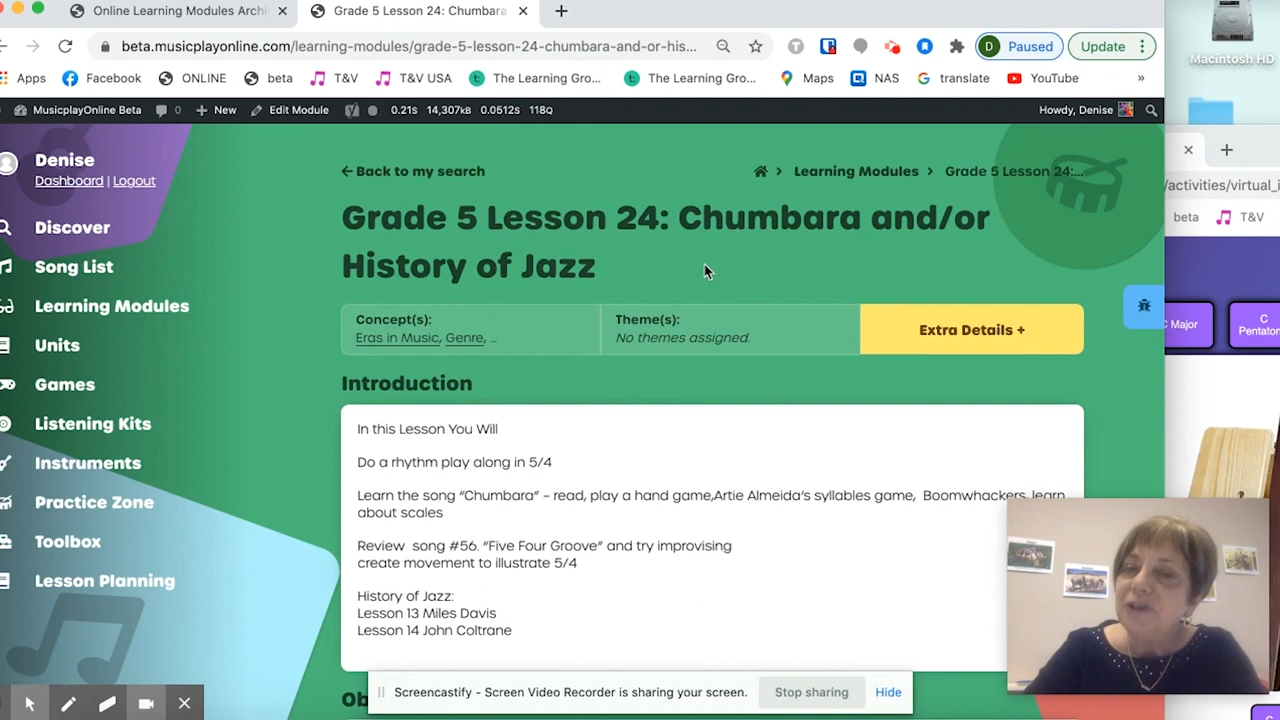 Online Learning Modules Archi
Grade 5 Lesson 24: Chumbara
beta.musicplayonline.com/learning-modules/grade-5-lesson-24-chumbara-and-or-his...
D Paused
Update
Macintosh HD
Apps
Facebook
ONLINE
beta
T&V
T&V USA
The Learning Gro...
The Learning Gro...
Maps
NAS
translate
YouTube
»
MusicplayOnline Beta
0
New
Edit Module
0.21s
14,307kb
0.0512s
118Q
Howdy, Denise
/activities/virtual_i
beta
T&V
Denise
Dashboard | Logout
Discover
Song List
Learning Modules
Units
Games
Listening Kits
Instruments
Practice Zone
Toolbox
Lesson Planning
Back to my search
Learning Modules
Grade 5 Lesson 24:...
Grade 5 Lesson 24: Chumbara and/or
History of Jazz
Concept(s):
Eras in Music, Genre, ...
Theme(s):
No themes assigned.
Extra Details +
C Major
C
Pentaton
Introduction
In this Lesson You Will
Do a rhythm play along in 5/4
Learn the song "Chumbara" – read, play a hand game,Artie Almeida's syllables game, Boomwhackers, learn
about scales
Review song #56. "Five Four Groove" and try improvising
create movement to illustrate 5/4
History of Jazz:
Lesson 13 Miles Davis
Lesson 14 John Coltrane
Ob
Screencastify - Screen Video Recorder is sharing your screen.
Stop sharing
Hide